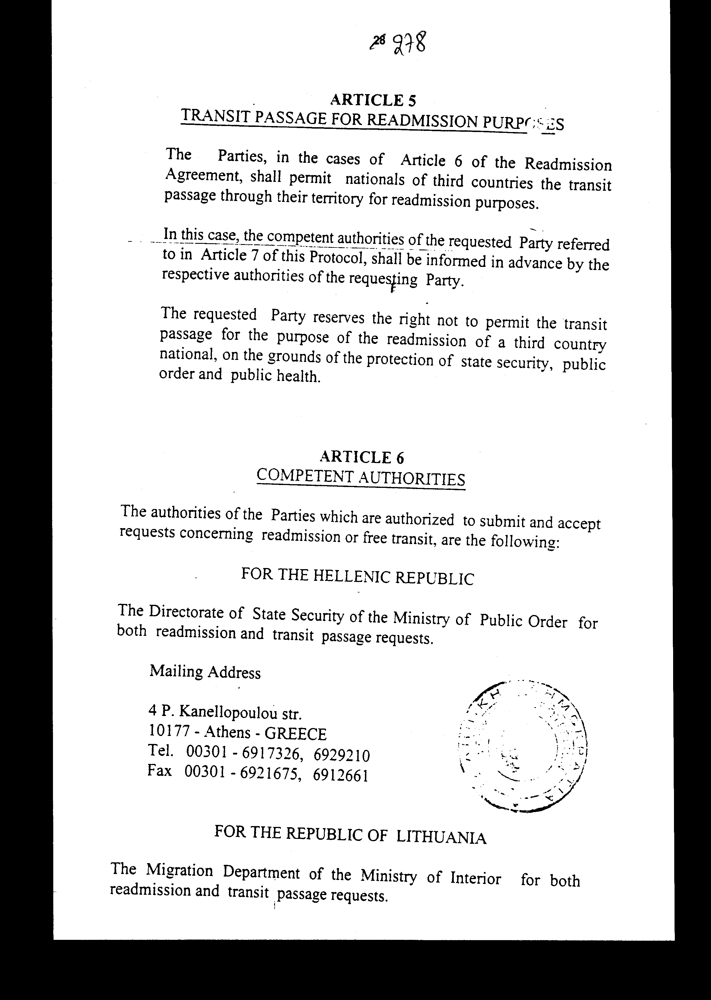 28 278
ARTICLE 5
TRANSIT PASSAGE FOR READMISSION PURPOSES
The Parties, in the cases of Article 6 of the Readmission
Agreement, shall permit nationals of third countries the transit
passage through their territory for readmission purposes.
In this case, the competent authorities of the requested Party referred
to in Article 7 of this Protocol, shall be informed in advance by the
respective authorities of the requesting Party.
The requested Party reserves the right not to permit the transit
passage for the purpose of the readmission of a third country
national, on the grounds of the protection of state security, public
order and public health.
ARTICLE 6
COMPETENT AUTHORITIES
The authorities of the Parties which are authorized to submit and accept
requests concerning readmission or free transit, are the following:
FOR THE HELLENIC REPUBLIC
The Directorate of State Security of the Ministry of Public Order for
both readmission and transit passage requests.
Mailing Address
4 P. Kanellopoulou str.
10177 - Athens - GREECE
Tel. 00301 - 6917326, 6929210
Fax 00301 - 6921675, 6912661
FOR THE REPUBLIC OF LITHUANIA
The Migration Department of the Ministry of Interior for both
readmission and transit passage requests.